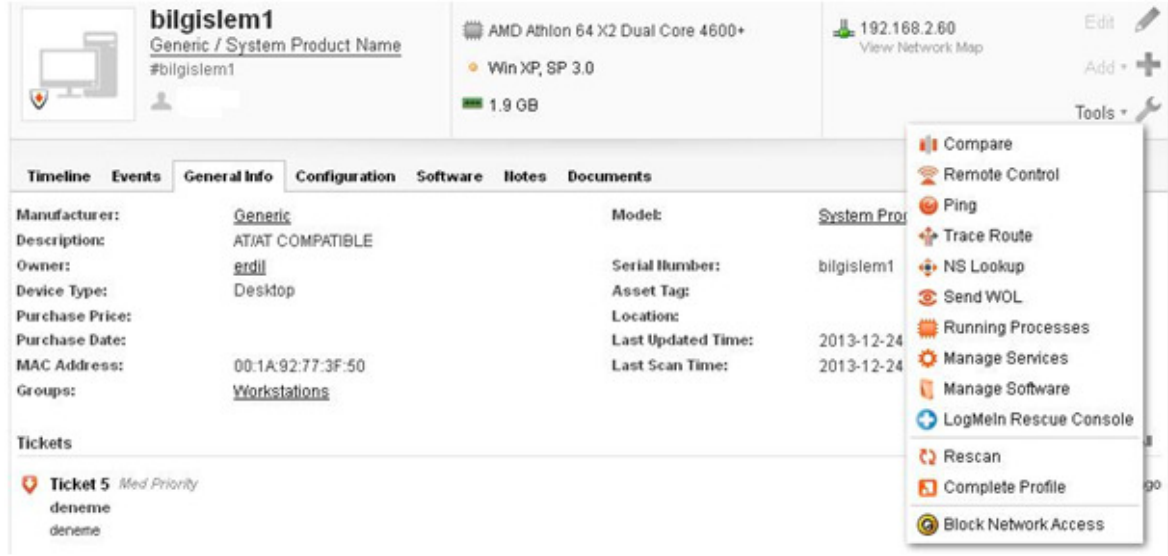 bilgislem1
Generic / System Product Name
#bilgislem1
AMD Athlon 64 X2 Dual Core 4600+
Win XP, SP 3.0
1.9 GB
192.168.2.60
View Network Map
Edit
Add
Tools
Compare
Remote Control
Ping
Trace Route
NS Lookup
Send WOL
Running Processes
Manage Services
Manage Software
LogMeIn Rescue Console
Rescan
Complete Profile
Block Network Access
Timeline Events General Info Configuration Software Notes Documents
Manufacturer: Generic Model: System
Description: AT/AT COMPATIBLE
Owner: erdil Serial Number: bilgislem1
Device Type: Desktop Asset Tag:
Purchase Price: Location:
Purchase Date: Last Updated Time: 2013-12-24
MAC Address: 00:1A:92:77:3F:50 Last Scan Time: 2013-12-24
Groups: Workstations
Tickets
Ticket 5 Med Priority
deneme
deneme